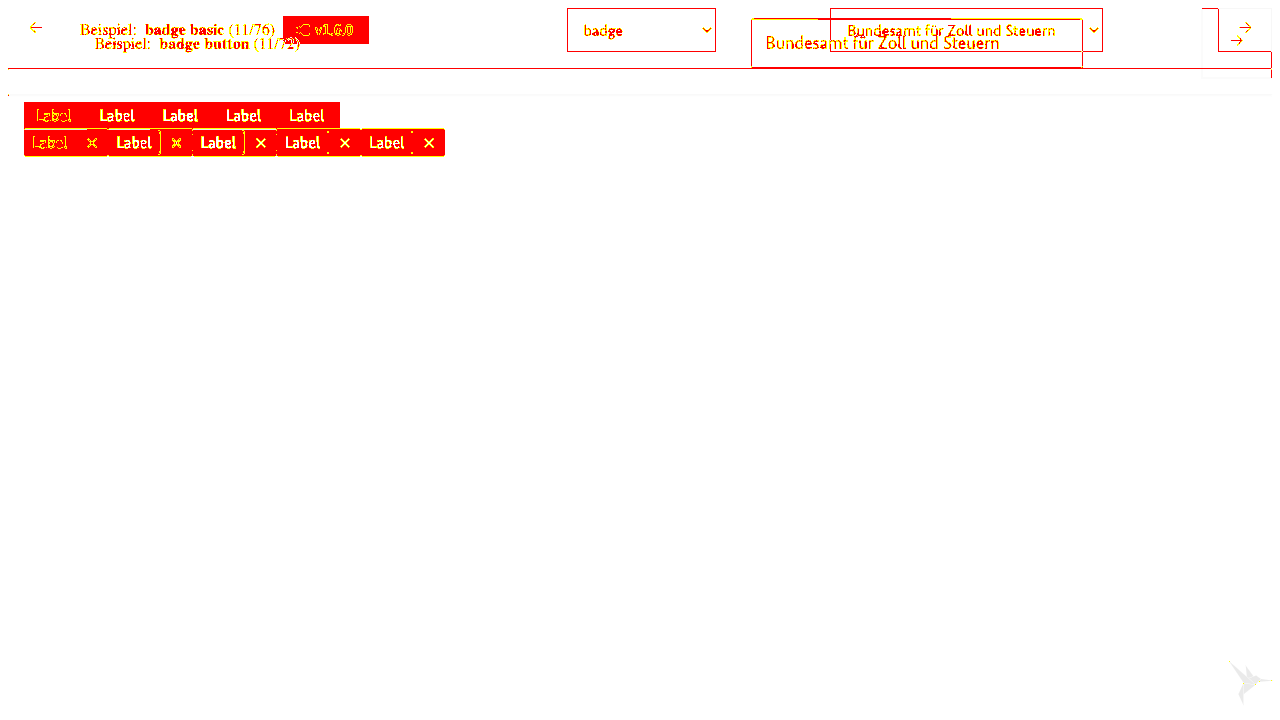 Beispiel: badge basic (11/76) v1.6.0 badge Bundesamt für Zoll und Steuern
Beispiel: badge button (11/72) Bundesamt für Zoll und Steuern
Label Label Label Label Label
Label Label Label Label Label